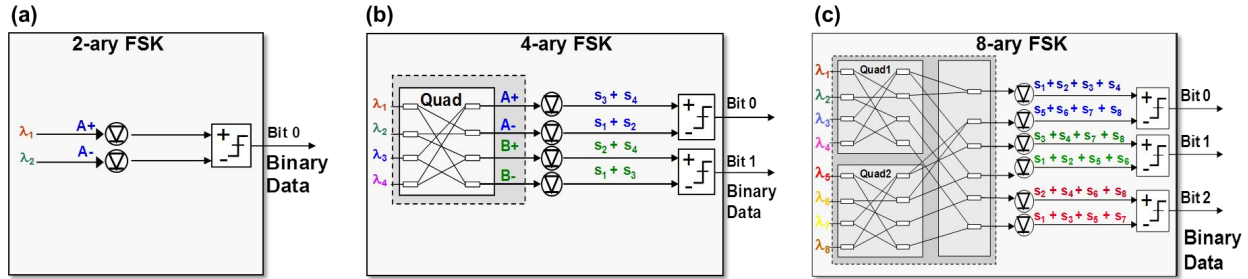 (a)
2-ary FSK
λ1
A+
λ2
A-
+
-
Bit 0
Binary
Data
(b)
4-ary FSK
Quad
λ1
λ2
λ3
λ4
A+
A-
B+
B-
s3 + s4
s1 + s2
s2 + s4
s1 + s3
+
-
+
-
Bit 0
Bit 1
Binary
Data
(c)
8-ary FSK
Quad1
Quad2
λ1
λ2
λ3
λ4
λ5
λ6
λ7
λ8
s1 + s2 + s3 + s4
s5 + s6 + s7 + s8
s3 + s4 + s7 + s8
s1 + s2 + s5 + s6
s2 + s4 + s6 + s8
s1 + s3 + s5 + s7
+
-
+
-
+
-
Bit 0
Bit 1
Bit 2
Binary
Data